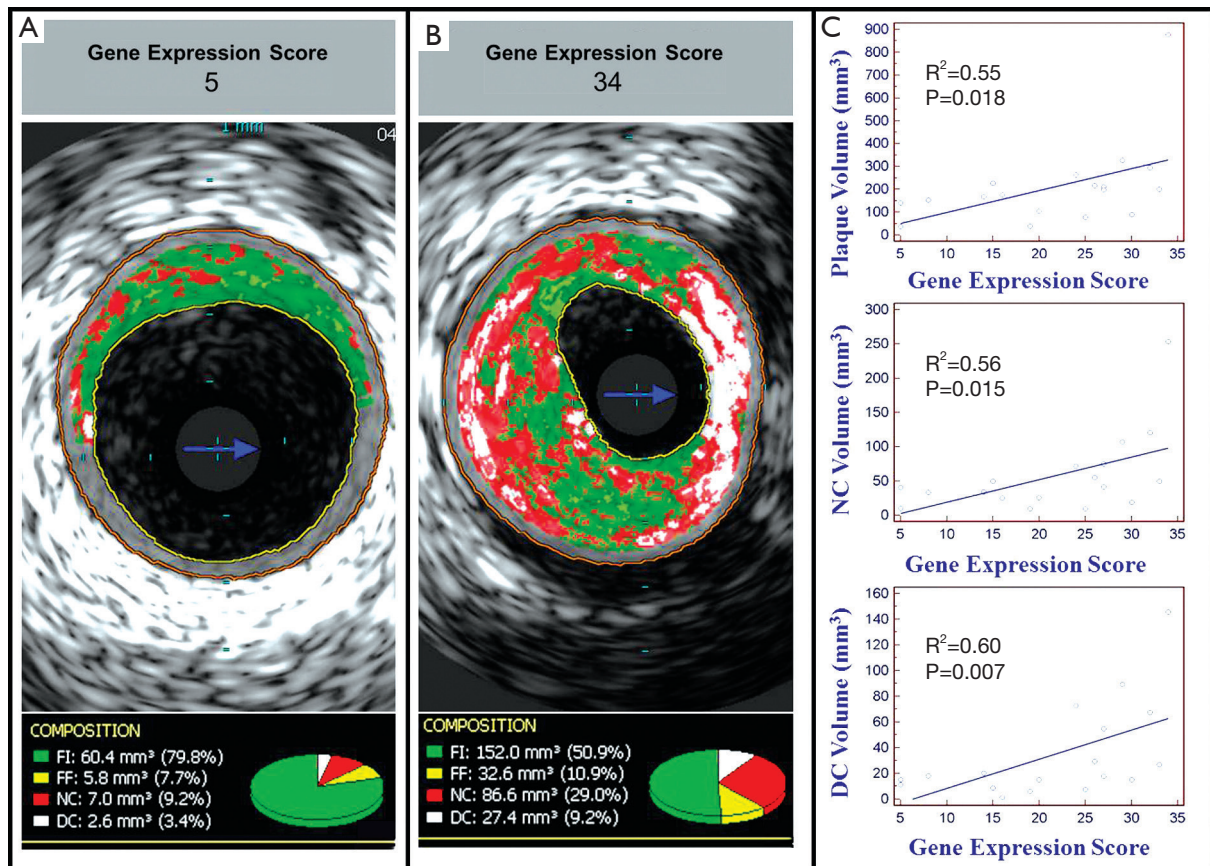 A
Gene Expression Score
5
1 mm
04
COMPOSITION
FI: 60.4 mm³ (79.8%)
FF: 5.8 mm³ (7.7%)
NC: 7.0 mm³ (9.2%)
DC: 2.6 mm³ (3.4%)
B
Gene Expression Score
34
COMPOSITION
FI: 152.0 mm³ (50.9%)
FF: 32.6 mm³ (10.9%)
NC: 86.6 mm³ (29.0%)
DC: 27.4 mm³ (9.2%)
C
Plaque Volume (mm³)
900
800
700
600
500
400
300
200
100
0
R²=0.55
P=0.018
5 10 15 20 25 30 35
Gene Expression Score
NC Volume (mm³)
300
250
200
150
100
50
0
R²=0.56
P=0.015
5 10 15 20 25 30 35
Gene Expression Score
DC Volume (mm³)
160
140
120
100
80
60
40
20
0
R²=0.60
P=0.007
5 10 15 20 25 30 35
Gene Expression Score